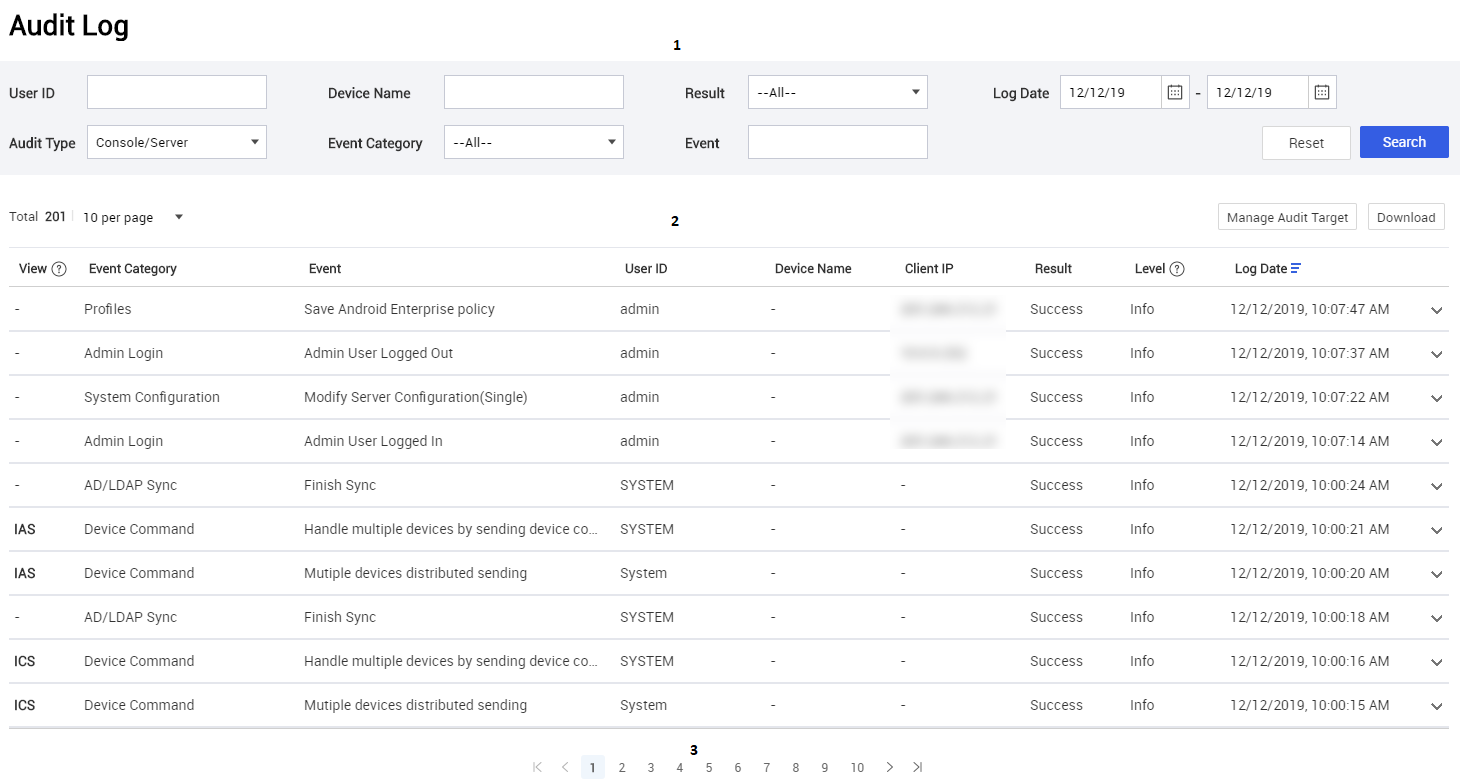 Audit Log
1
User ID Device Name Result --All-- Log Date 12/12/19 - 12/12/19
Audit Type Console/Server Event Category --All-- Event Reset Search
Total 201 10 per page 2 Manage Audit Target Download
View ? Event Category Event User ID Device Name Client IP Result Level ? Log Date
- Profiles Save Android Enterprise policy admin - Success Info 12/12/2019, 10:07:47 AM
- Admin Login Admin User Logged Out admin - Success Info 12/12/2019, 10:07:37 AM
- System Configuration Modify Server Configuration(Single) admin - Success Info 12/12/2019, 10:07:22 AM
- Admin Login Admin User Logged In admin - Success Info 12/12/2019, 10:07:14 AM
- AD/LDAP Sync Finish Sync SYSTEM - - Success Info 12/12/2019, 10:00:24 AM
IAS Device Command Handle multiple devices by sending device co... SYSTEM - - Success Info 12/12/2019, 10:00:21 AM
IAS Device Command Mutiple devices distributed sending System - - Success Info 12/12/2019, 10:00:20 AM
- AD/LDAP Sync Finish Sync SYSTEM - - Success Info 12/12/2019, 10:00:18 AM
ICS Device Command Handle multiple devices by sending device co... SYSTEM - - Success Info 12/12/2019, 10:00:16 AM
ICS Device Command Mutiple devices distributed sending System - - Success Info 12/12/2019, 10:00:15 AM
3
1 2 3 4 5 6 7 8 9 10